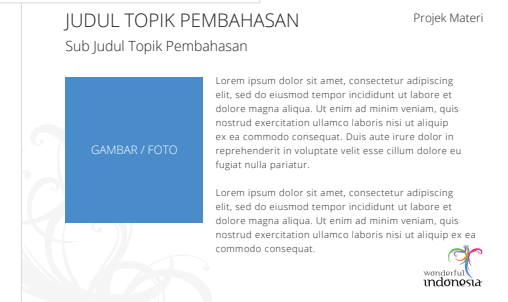 JUDUL TOPIK PEMBAHASAN
Projek Materi
Sub Judul Topik Pembahasan
GAMBAR / FOTO
Lorem ipsum dolor sit amet, consectetur adipiscing
elit, sed do eiusmod tempor incididunt ut labore et
dolore magna aliqua. Ut enim ad minim veniam, quis
nostrud exercitation ullamco laboris nisi ut aliquip
ex ea commodo consequat. Duis aute irure dolor in
reprehenderit in voluptate velit esse cillum dolore eu
fugiat nulla pariatur.
Lorem ipsum dolor sit amet, consectetur adipiscing
elit, sed do eiusmod tempor incididunt ut labore et
dolore magna aliqua. Ut enim ad minim veniam, quis
nostrud exercitation ullamco laboris nisi ut aliquip ex ea
commodo consequat.
wonderful
indonesia